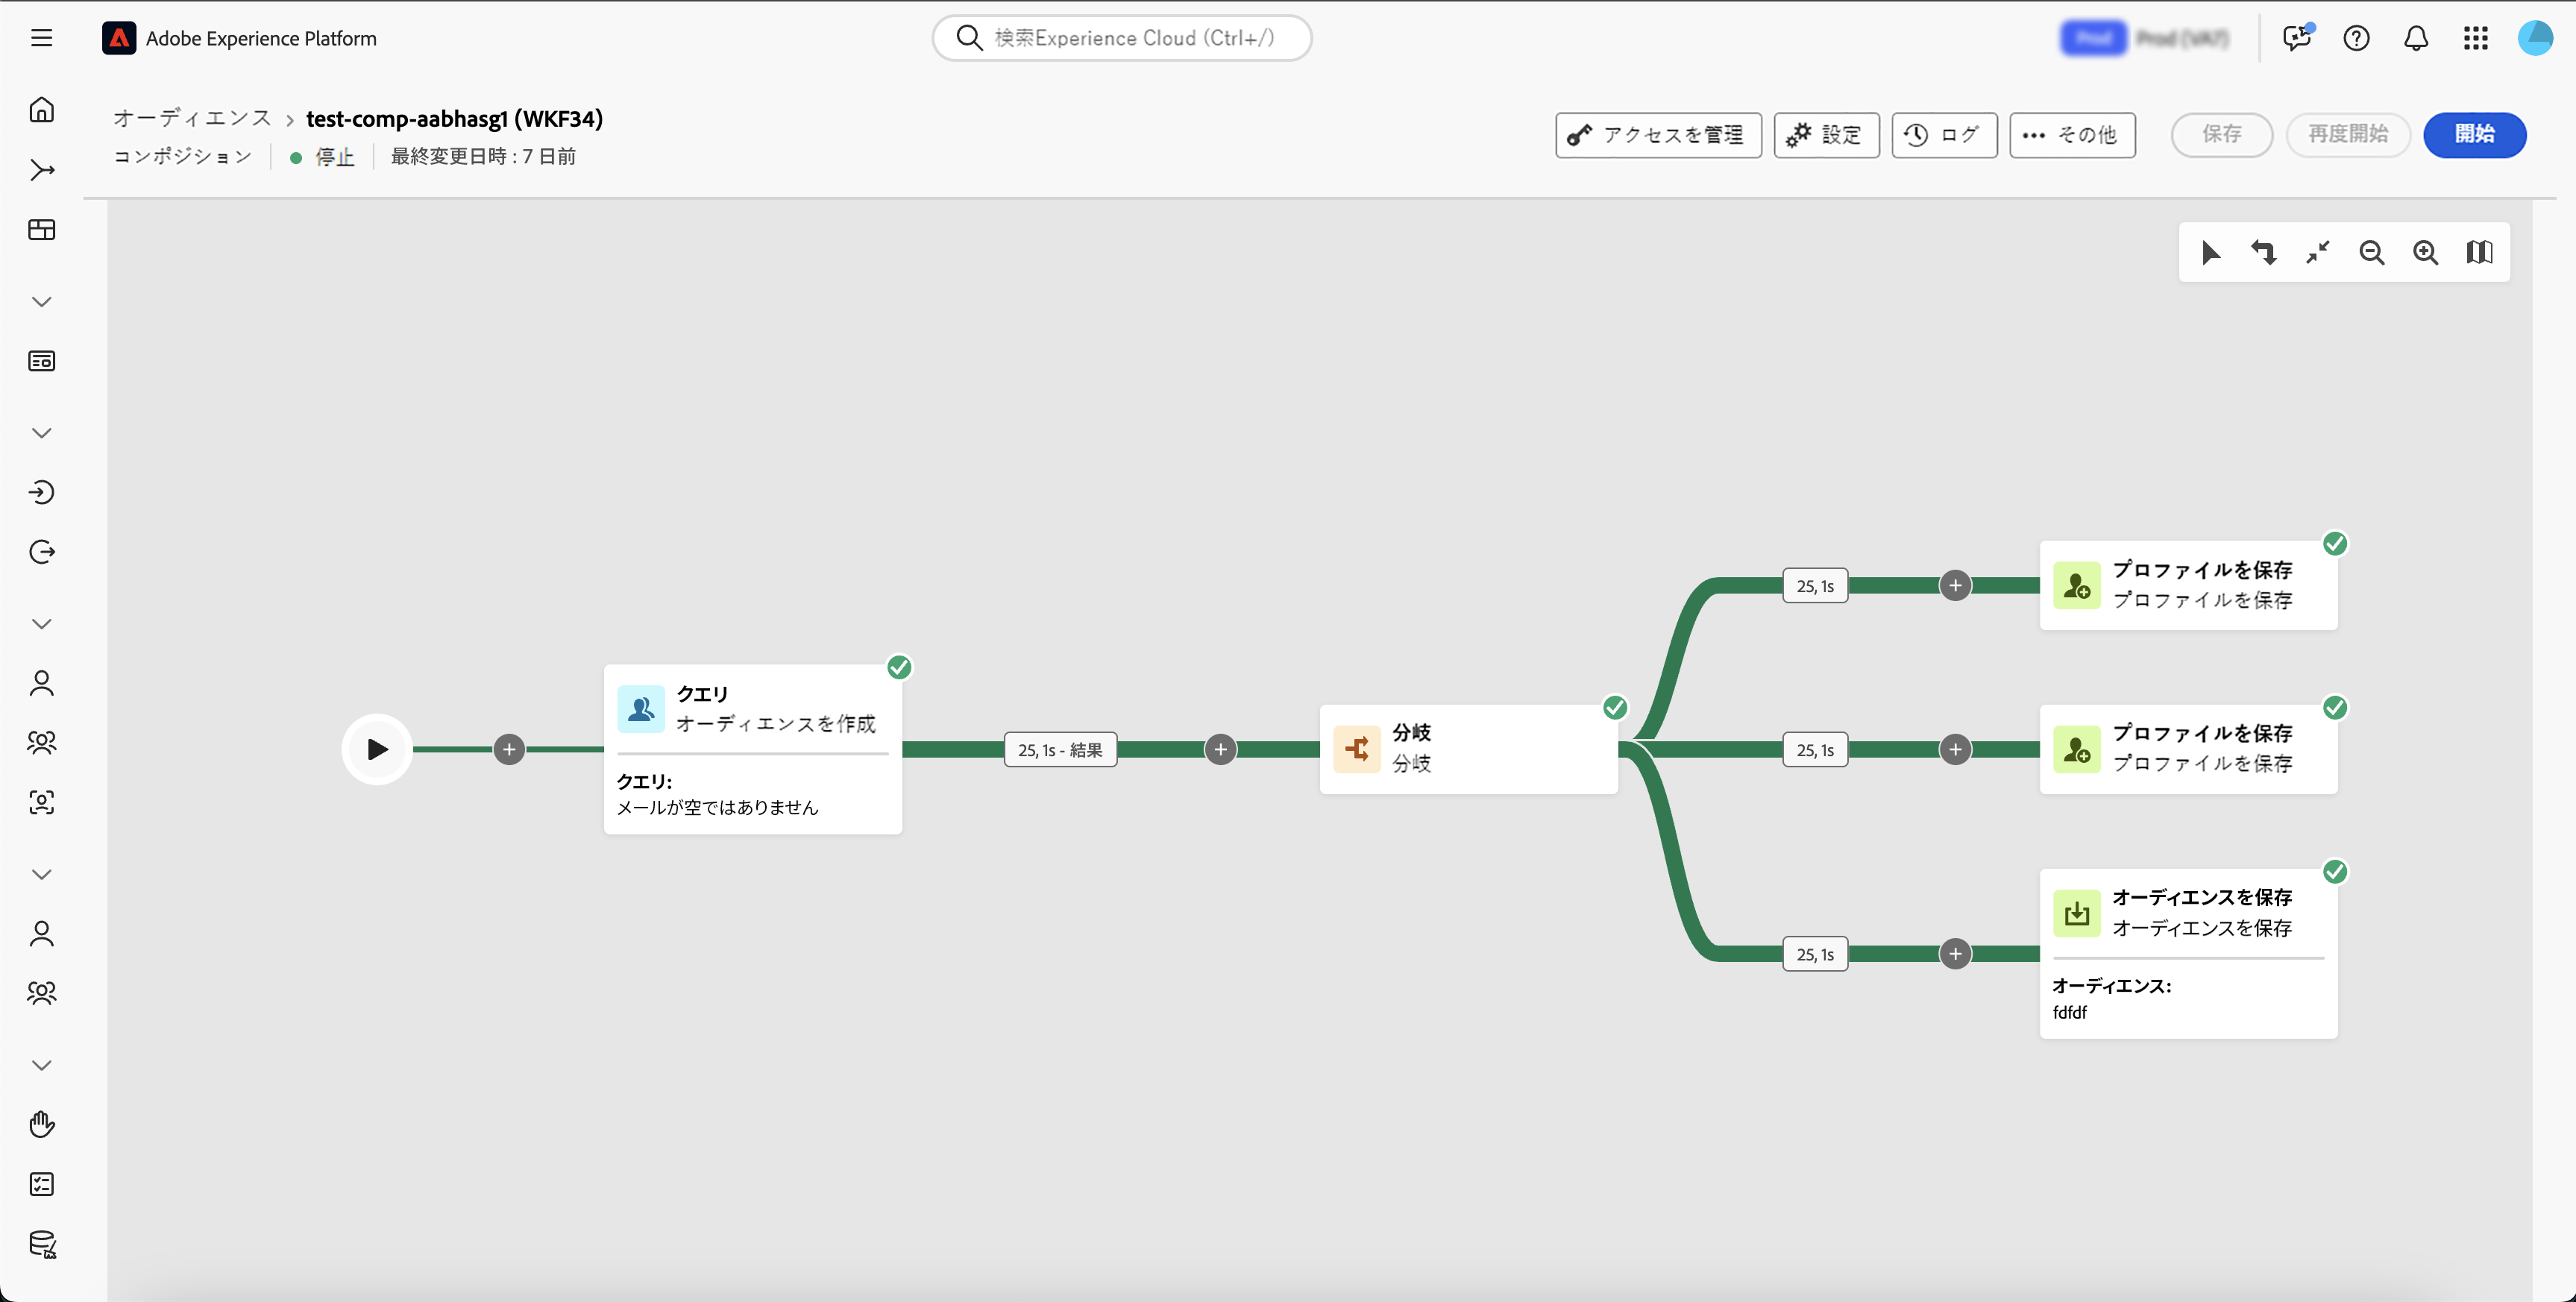 Adobe Experience Platform
検索Experience Cloud (Ctrl+/)
Prod
Prod (VA7)
オーディエンス › test-comp-aabhasg1 (WKF34)
コンポジション
停止
最終変更日時 : 7 日前
アクセスを管理
設定
ログ
その他
保存
再度開始
開始
クエリ
オーディエンスを作成
クエリ:
メールが空ではありません
25, 1s - 結果
分岐
分岐
25, 1s
プロファイルを保存
プロファイルを保存
25, 1s
プロファイルを保存
プロファイルを保存
25, 1s
オーディエンスを保存
オーディエンスを保存
オーディエンス:
fdfdf